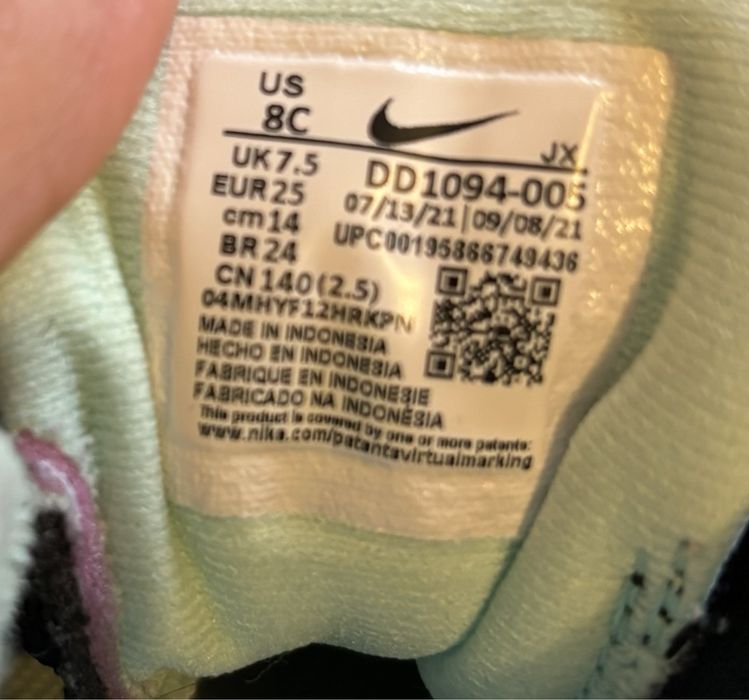 US
8C
JX
UK 7.5
DD1094-005
EUR 25
07/13/21 | 09/08/21
cm 14
UPC00195866749436
BR 24
CN 140 (2.5)
04MHYF12HRKPN
MADE IN INDONESIA
HECHO EN INDONESIA
FABRIQUE EN INDONESIE
FABRICADO NA INDONÉSIA
This product is covered by one or more patents:
www.nike.com/patentsvirtualmarking